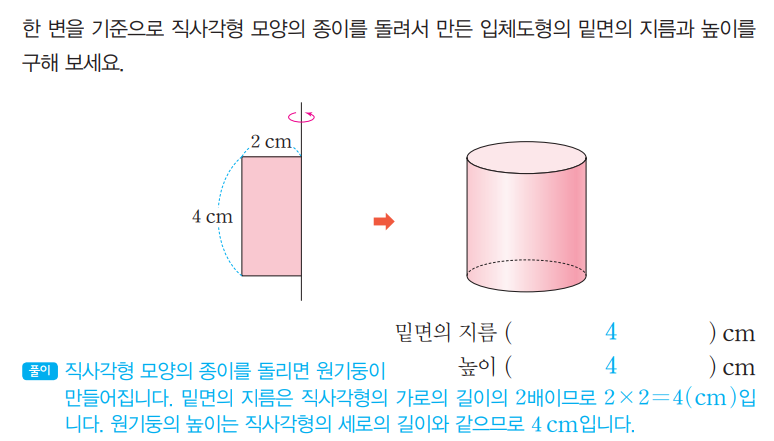 한 변을 기준으로 직사각형 모양의 종이를 돌려서 만든 입체도형의 밑면의 지름과 높이를
구해 보세요.
2 cm
4 cm
밑면의 지름 ( 4 ) cm
높이 ( 4 ) cm
풀이 직사각형 모양의 종이를 돌리면 원기둥이
만들어집니다. 밑면의 지름은 직사각형의 가로의 길이의 2배이므로 2×2=4(cm)입
니다. 원기둥의 높이는 직사각형의 세로의 길이와 같으므로 4 cm입니다.